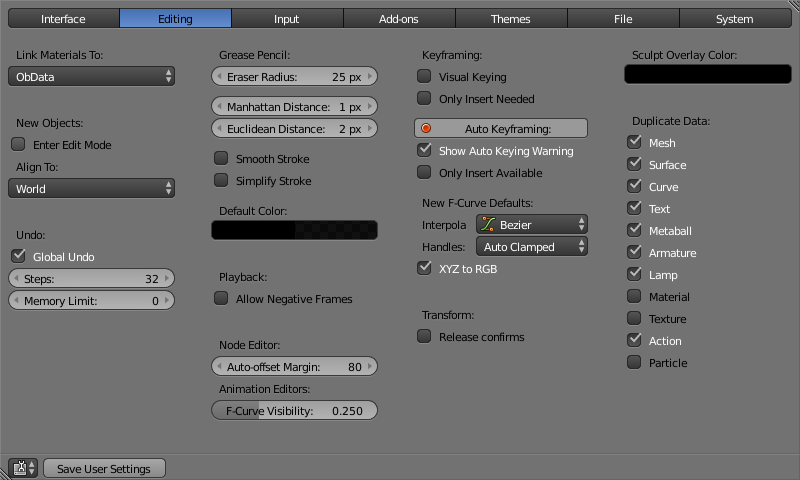 Interface Editing Input Add-ons Themes File System
Link Materials To:
ObData
New Objects:
Enter Edit Mode
Align To:
World
Undo:
Global Undo
Steps: 32
Memory Limit: 0
Grease Pencil:
Eraser Radius: 25 px
Manhattan Distance: 1 px
Euclidean Distance: 2 px
Smooth Stroke
Simplify Stroke
Default Color:
Playback:
Allow Negative Frames
Node Editor:
Auto-offset Margin: 80
Animation Editors:
F-Curve Visibility: 0.250
Keyframing:
Visual Keying
Only Insert Needed
Auto Keyframing:
Show Auto Keying Warning
Only Insert Available
New F-Curve Defaults:
Interpola Bezier
Handles: Auto Clamped
XYZ to RGB
Transform:
Release confirms
Sculpt Overlay Color:
Duplicate Data:
Mesh
Surface
Curve
Text
Metaball
Armature
Lamp
Material
Texture
Action
Particle
Save User Settings